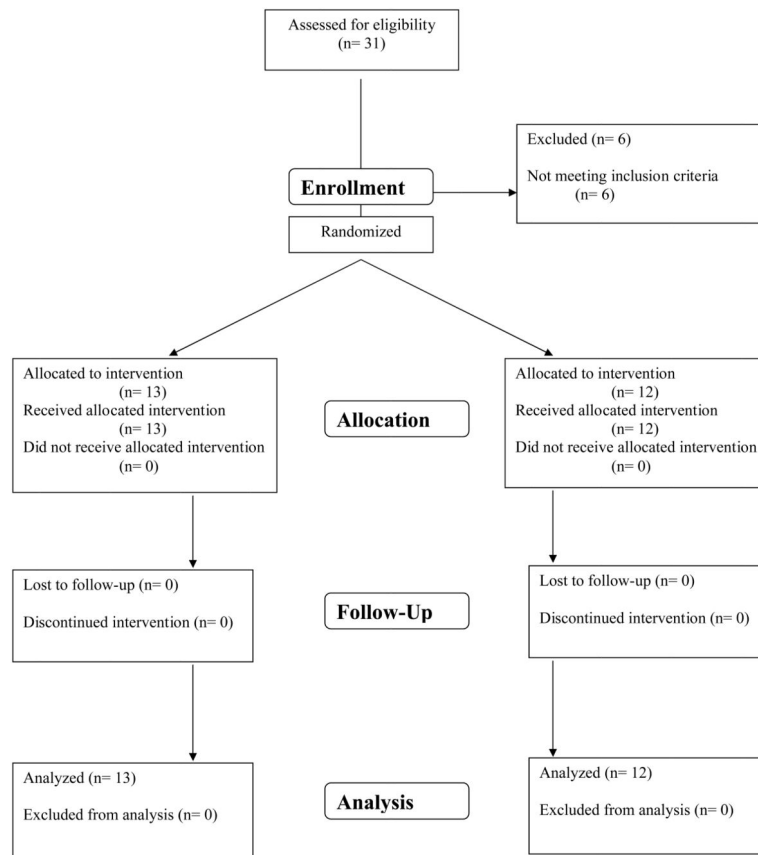 Assessed for eligibility
(n= 31)
Excluded (n= 6)
Not meeting inclusion criteria
(n= 6)
Enrollment
Randomized
Allocated to intervention
(n= 13)
Received allocated intervention
(n= 13)
Did not receive allocated intervention
(n= 0)
Allocation
Allocated to intervention
(n= 12)
Received allocated intervention
(n= 12)
Did not receive allocated intervention
(n= 0)
Lost to follow-up (n= 0)
Discontinued intervention (n= 0)
Follow-Up
Lost to follow-up (n= 0)
Discontinued intervention (n= 0)
Analyzed (n= 13)
Excluded from analysis (n= 0)
Analysis
Analyzed (n= 12)
Excluded from analysis (n= 0)